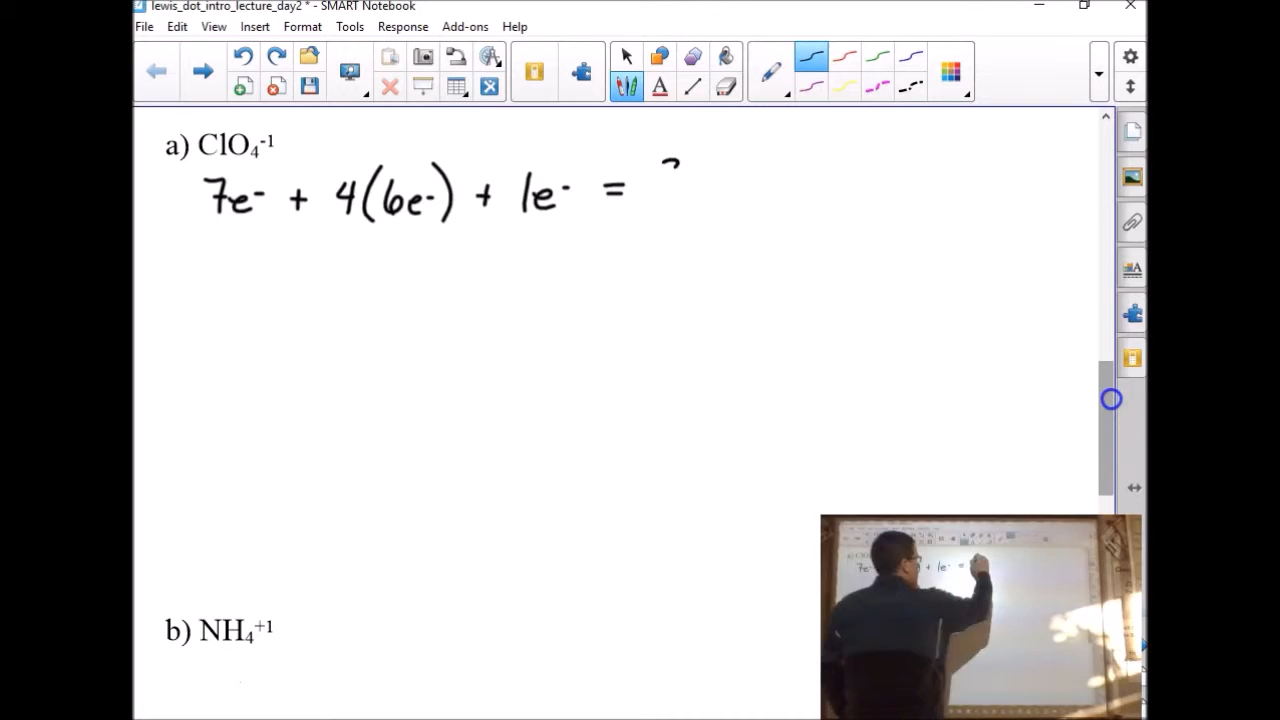 lewis_dot_intro_lecture_day2 * - SMART Notebook
File Edit View Insert Format Tools Response Add-ons Help
a) ClO₄⁻¹
7e⁻ + 4(6e⁻) + 1e⁻ =
b) NH₄⁺¹